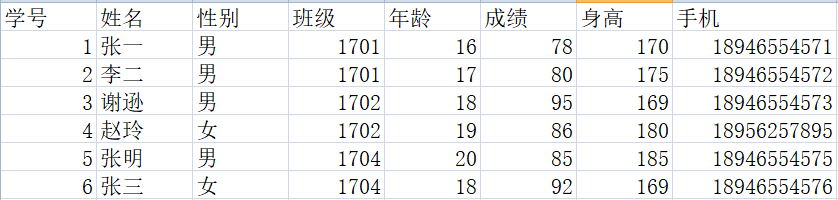 学号 姓名 性别 班级 年龄 成绩 身高 手机
1 张一 男 1701 16 78 170 18946554571
2 李二 男 1701 17 80 175 18946554572
3 谢逊 男 1702 18 95 169 18946554573
4 赵玲 女 1702 19 86 180 18956257895
5 张明 男 1704 20 85 185 18946554575
6 张三 女 1704 18 92 169 18946554576